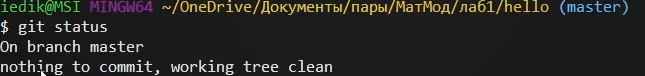 iedik@MSI MINGW64 ~/OneDrive/Документы/пары/МатМод/ла61/hello (master)
$ git status
On branch master
nothing to commit, working tree clean